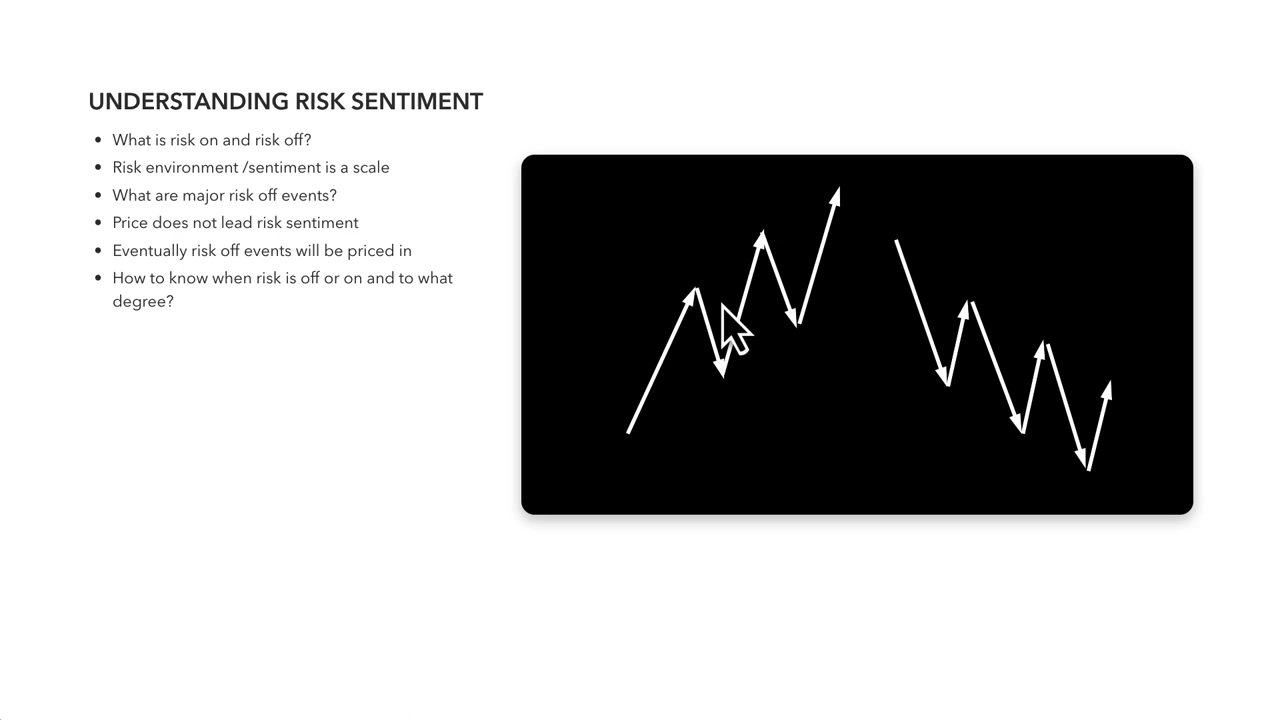 UNDERSTANDING RISK SENTIMENT
• What is risk on and risk off?
• Risk environment /sentiment is a scale
• What are major risk off events?
• Price does not lead risk sentiment
• Eventually risk off events will be priced in
• How to know when risk is off or on and to what
degree?